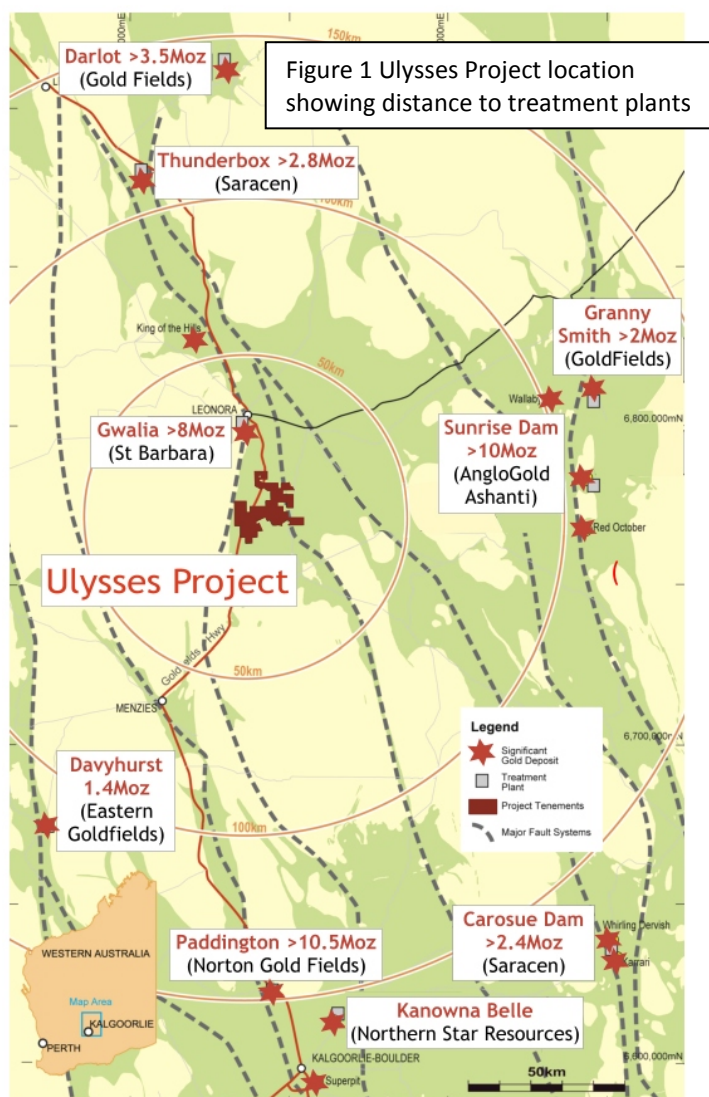 150km
Darlot >3.5Moz
(Gold Fields)
Figure 1 Ulysses Project location
showing distance to treatment plants
Thunderbox >2.8Moz
(Saracen)
100km
King of the Hills
50km
Granny
Smith >2Moz
(GoldFields)
Wallaby
LEONORA
6,800,000mN
Gwalia >8Moz
(St Barbara)
Sunrise Dam
>10Moz
(AngloGold
Ashanti)
Red October
Ulysses Project
Goldfields Hwy
50km
MENZIES
Legend
Significant
Gold Deposit
Treatment
Plant
Project Tenements
Major Fault Systems
6,700,000mN
Davyhurst
1.4Moz
(Eastern
Goldfields)
100km
WESTERN AUSTRALIA
Map Area
KALGOORLIE
PERTH
Paddington >10.5Moz
(Norton Gold Fields)
Carosue Dam
>2.4Moz
(Saracen)
Whirling Dervish
Karari
Kanowna Belle
(Northern Star Resources)
KALGOORLIE-BOULDER
Superpit
6,600,000mN
50km